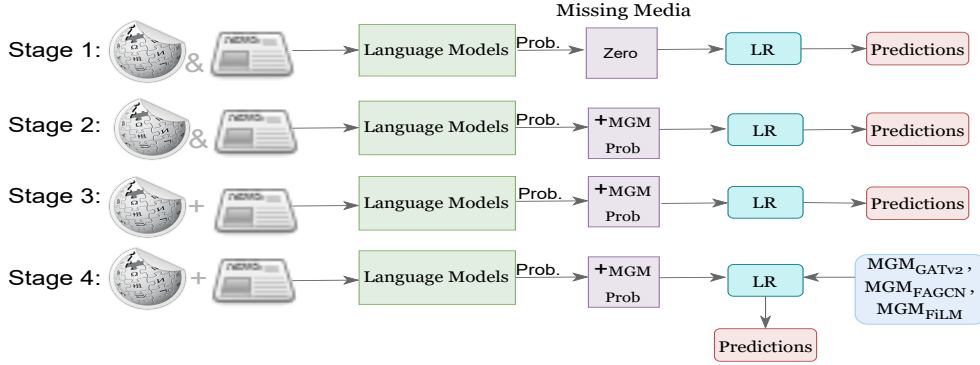 Missing Media
Stage 1: & NEWS Language Models Prob. Zero LR Predictions
Stage 2: & Language Models Prob. +MGM
Prob LR Predictions
Stage 3: + Language Models Prob. +MGM
Prob LR Predictions
Stage 4: + Language Models Prob. +MGM
Prob LR MGM_GATv2,
MGM_FAGCN,
MGM_FiLM
Predictions